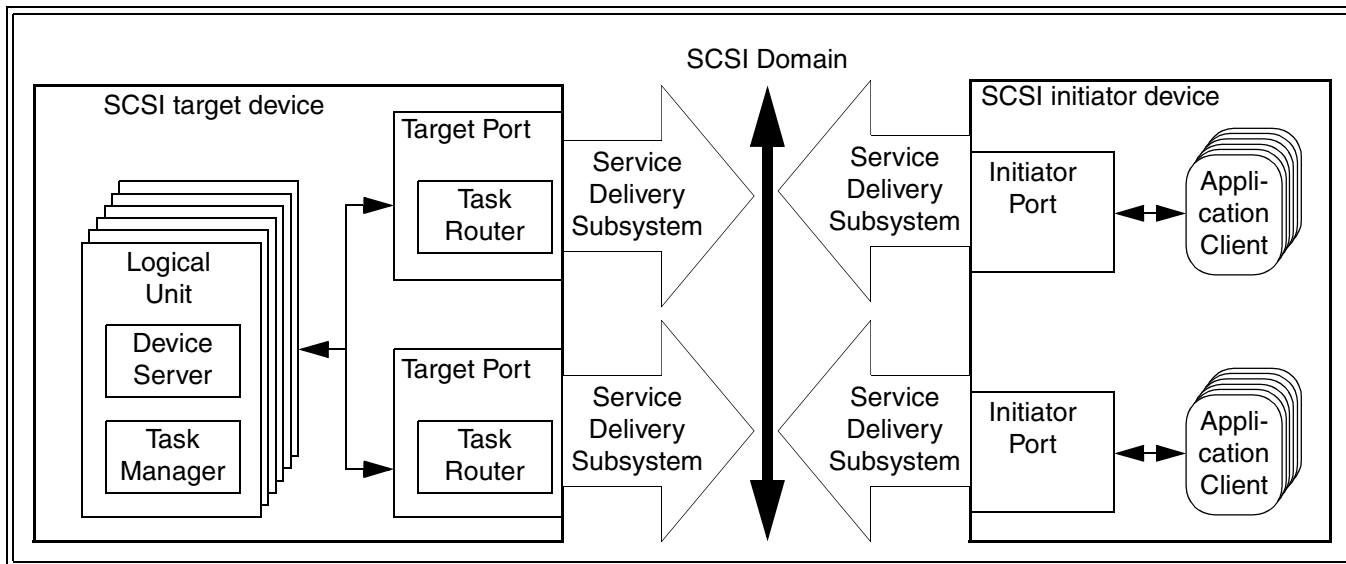 SCSI Domain
SCSI target device
Logical
Unit
Device
Server
Task
Manager
Target Port
Task
Router
Service
Delivery
Subsystem
Target Port
Task
Router
Service
Delivery
Subsystem
Service
Delivery
Subsystem
Service
Delivery
Subsystem
SCSI initiator device
Initiator
Port
Appli-
cation
Client
Initiator
Port
Appli-
cation
Client